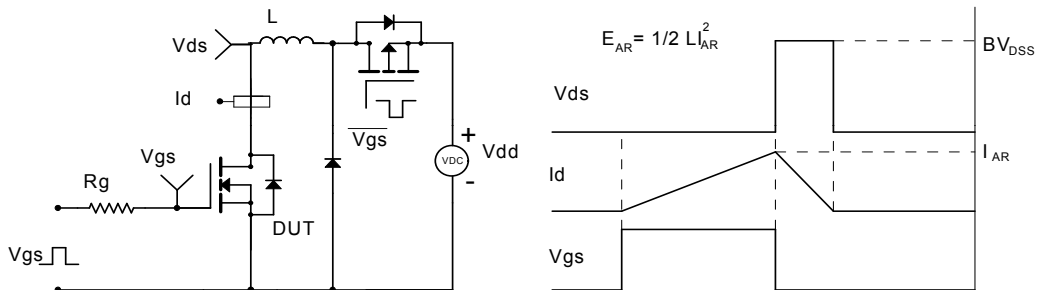 L
Vds
Id
Vgs
Rg
DUT
Vgs
Vgs
+
VDC
-
Vdd
E_AR = 1/2 LI_AR^2
BV_DSS
Vds
I_AR
Id
Vgs